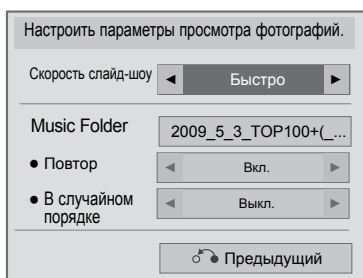 Настроить параметры просмотра фотографий.
Скорость слайд-шоу ◄ Быстро ►
Music Folder 2009_5_3_TOP100+(_...
● Повтор ◄ Вкл. ►
● В случайном ◄ Выкл. ►
порядке
Предыдущий